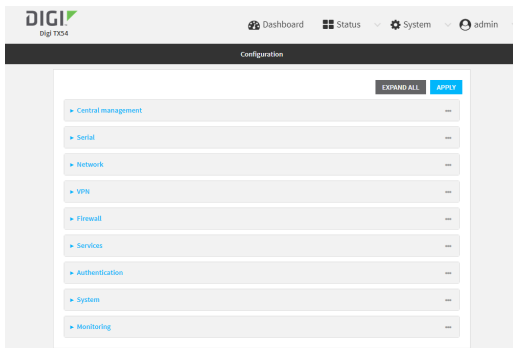 DIGI
Digi TX54
Dashboard Status System admin
Configuration
EXPAND ALL APPLY
Central management
Serial
Network
VPN
Firewall
Services
Authentication
System
Monitoring